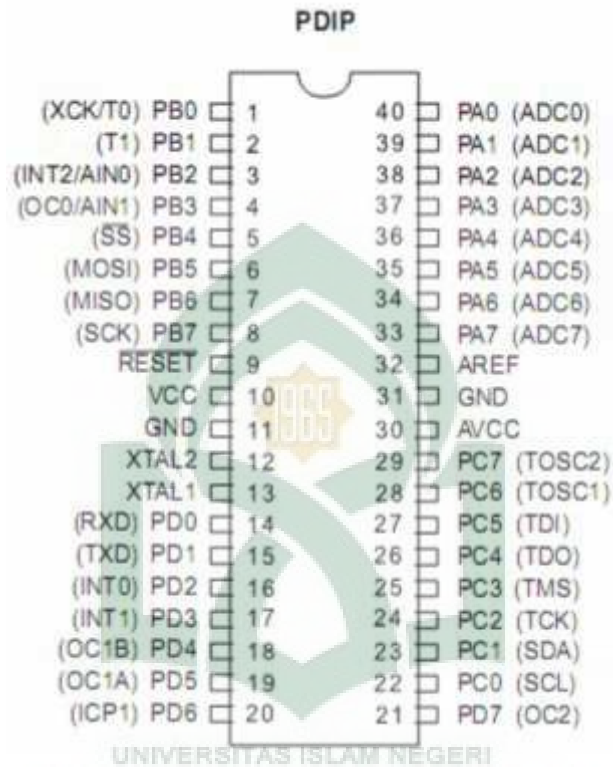 PDIP
(XCK/T0) PB0 1 40 PA0 (ADC0)
(T1) PB1 2 39 PA1 (ADC1)
(INT2/AIN0) PB2 3 38 PA2 (ADC2)
(OC0/AIN1) PB3 4 37 PA3 (ADC3)
(SS) PB4 5 36 PA4 (ADC4)
(MOSI) PB5 6 35 PA5 (ADC5)
(MISO) PB6 7 34 PA6 (ADC6)
(SCK) PB7 8 33 PA7 (ADC7)
RESET 9 32 AREF
VCC 10 31 GND
GND 11 30 AVCC
XTAL2 12 29 PC7 (TOSC2)
XTAL1 13 28 PC6 (TOSC1)
(RXD) PD0 14 27 PC5 (TDI)
(TXD) PD1 15 26 PC4 (TDO)
(INT0) PD2 16 25 PC3 (TMS)
(INT1) PD3 17 24 PC2 (TCK)
(OC1B) PD4 18 23 PC1 (SDA)
(OC1A) PD5 19 22 PC0 (SCL)
(ICP1) PD6 20 21 PD7 (OC2)
1965
UNIVERSITAS ISLAM NEGERI